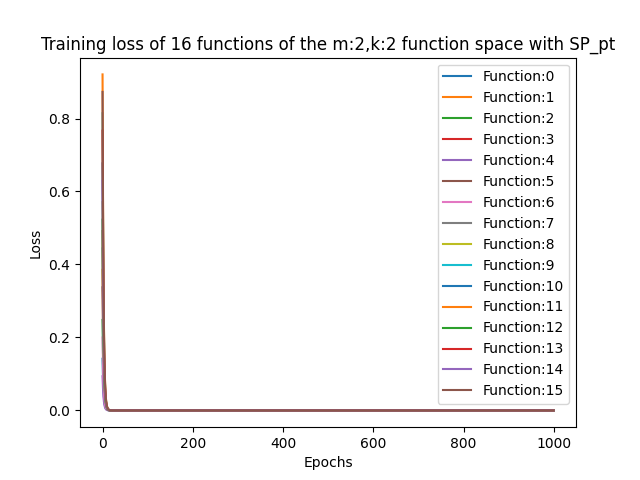 Training loss of 16 functions of the m:2,k:2 function space with SP_pt
Loss
0.8
0.6
0.4
0.2
0.0
0
200
400
600
800
1000
Epochs
Function:0
Function:1
Function:2
Function:3
Function:4
Function:5
Function:6
Function:7
Function:8
Function:9
Function:10
Function:11
Function:12
Function:13
Function:14
Function:15